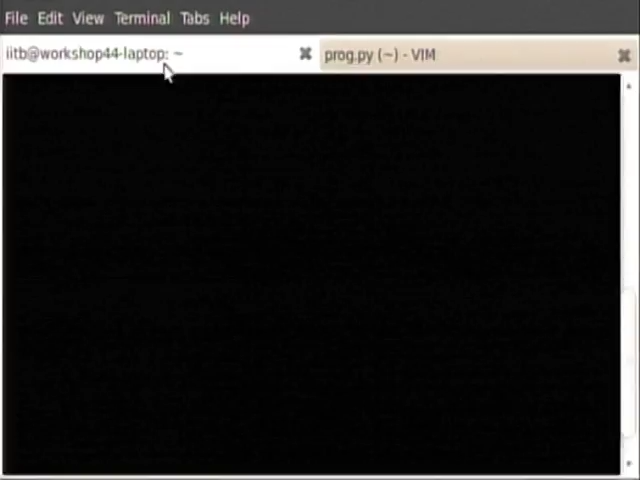 File Edit View Terminal Tabs Help
iitb@workshop44-laptop: ~
prog.py (~) - VIM